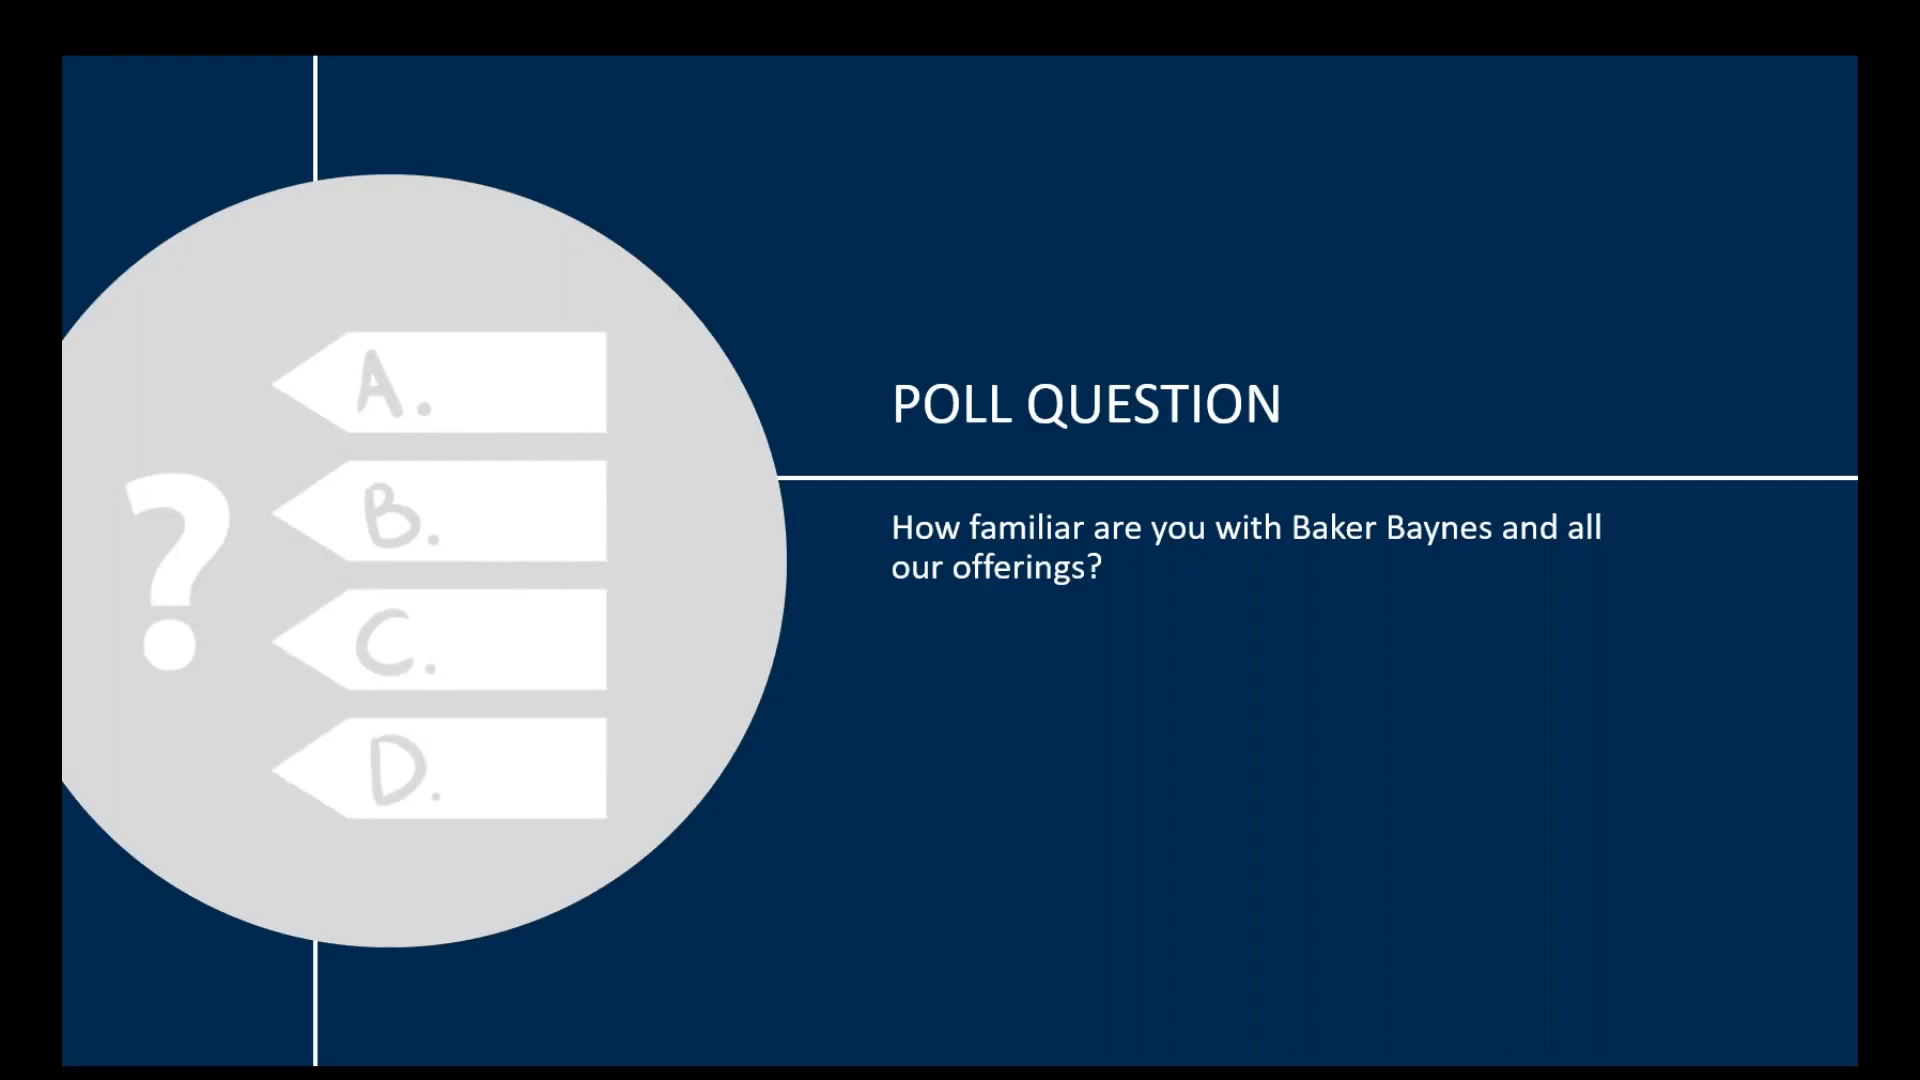 ?
A.
B.
C.
D.
POLL QUESTION
How familiar are you with Baker Baynes and all
our offerings?